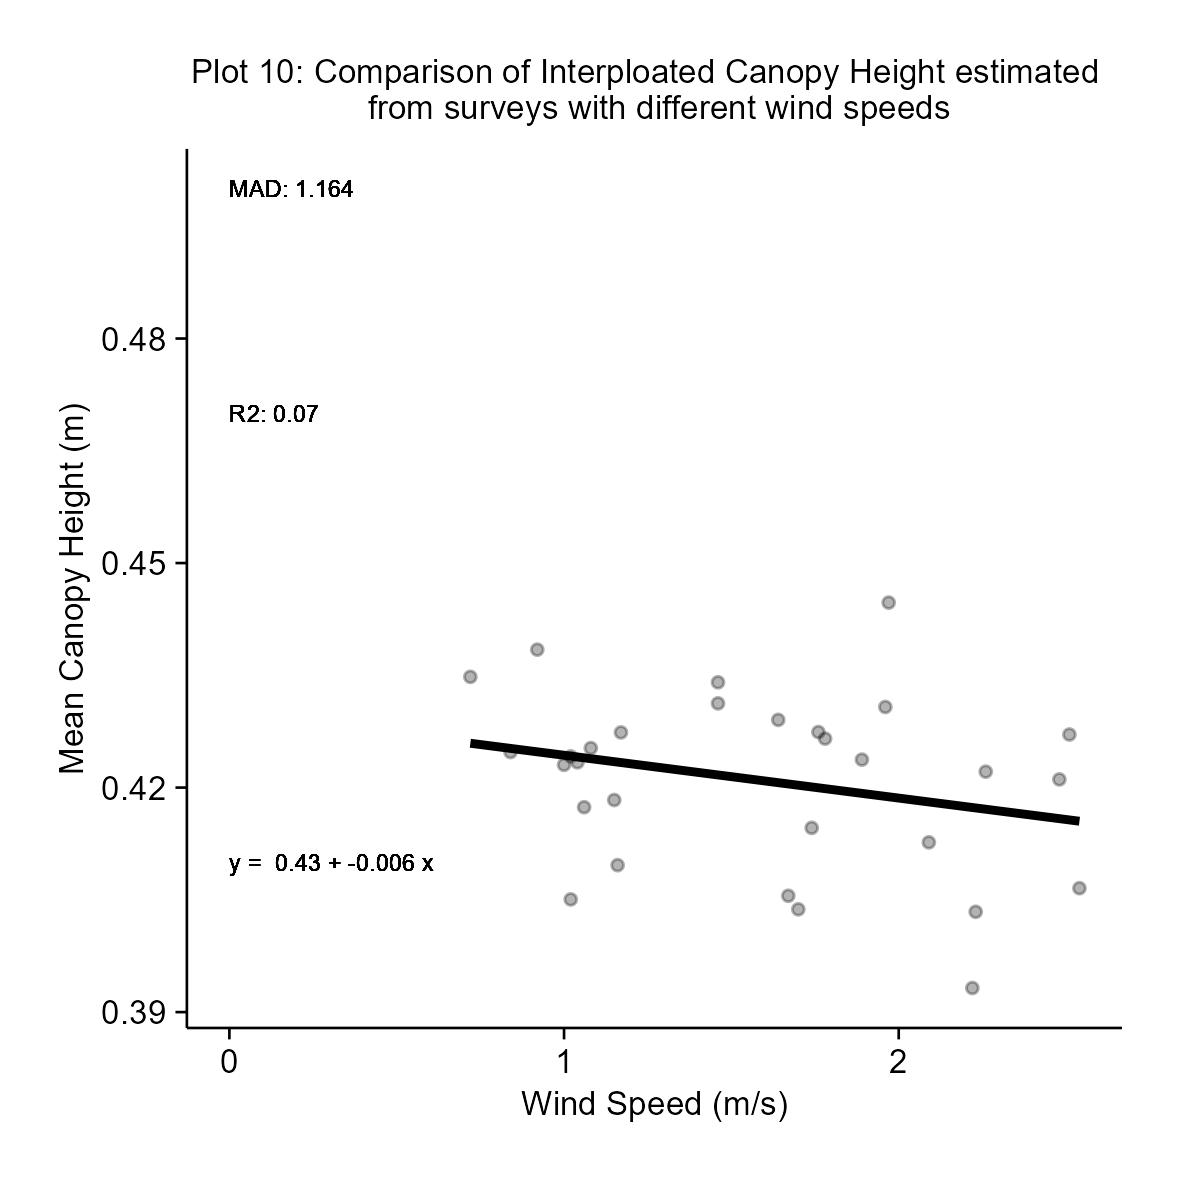 Plot 10: Comparison of Interploated Canopy Height estimated
from surveys with different wind speeds
MAD: 1.164
0.48
R2: 0.07
0.45
Mean Canopy Height (m)
0.42
y =  0.43 + -0.006 x
0.39
0 1 2
Wind Speed (m/s)